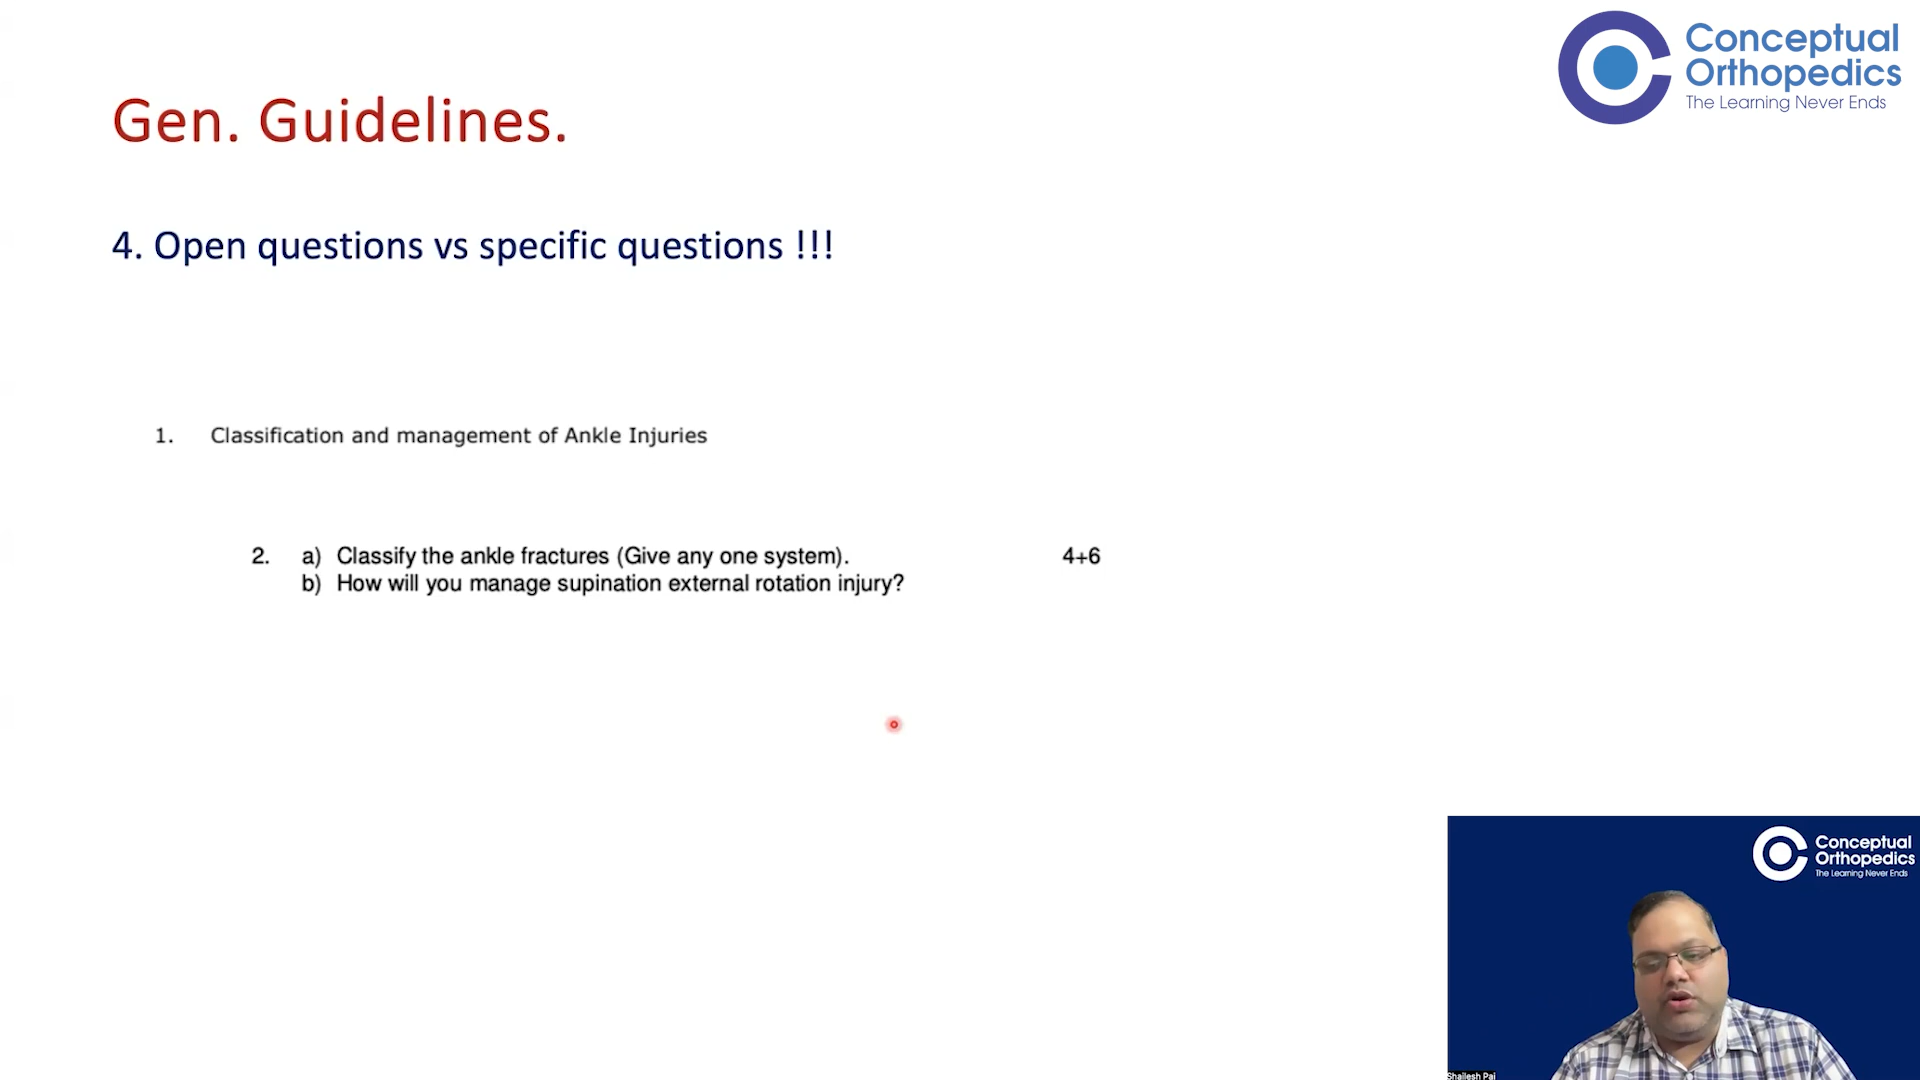 Conceptual
Orthopedics
The Learning Never Ends
Gen. Guidelines.
4. Open questions vs specific questions !!!
1. Classification and management of Ankle Injuries
2. a) Classify the ankle fractures (Give any one system). 4+6
b) How will you manage supination external rotation injury?
Conceptual
Orthopedics
The Learning Never Ends
Shailesh Pai